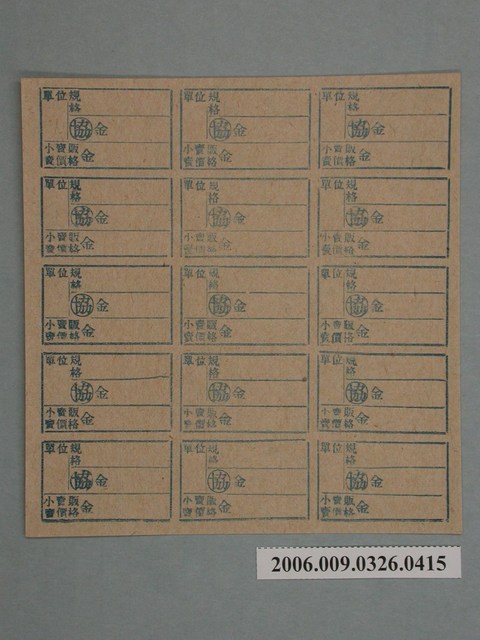 單位 規格
協 金
小賣販賣價格 金
單位 規格
協 金
小賣販賣價格 金
單位 規格
協 金
小賣販賣價格 金
單位 規格
協 金
小賣販賣價格 金
單位 規格
協 金
小賣販賣價格 金
單位 規格
協 金
小賣販賣價格 金
單位 規格
協 金
小賣販賣價格 金
單位 規格
協 金
小賣販賣價格 金
單位 規格
協 金
小賣販賣價格 金
單位 規格
協 金
小賣販賣價格 金
單位 規格
協 金
小賣販賣價格 金
單位 規格
協 金
小賣販賣價格 金
單位 規格
協 金
小賣販賣價格 金
單位 規格
協 金
小賣販賣價格 金
單位 規格
協 金
小賣販賣價格 金
2006.009.0326.0415